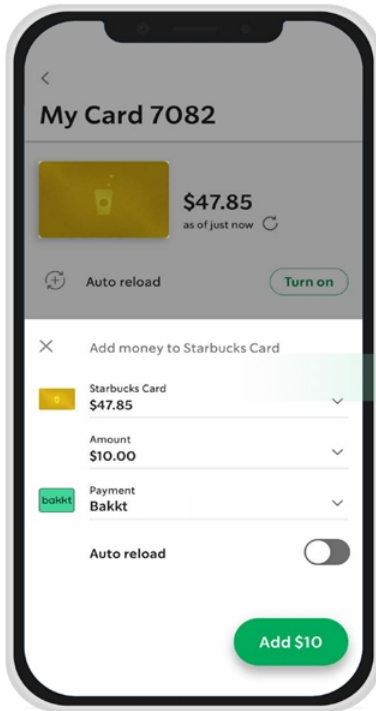 My Card 7082
$47.85
as of just now
Auto reload
Turn on
Add money to Starbucks Card
Starbucks Card
$47.85
Amount
$10.00
bakkt
Payment
Bakkt
Auto reload
Add $10